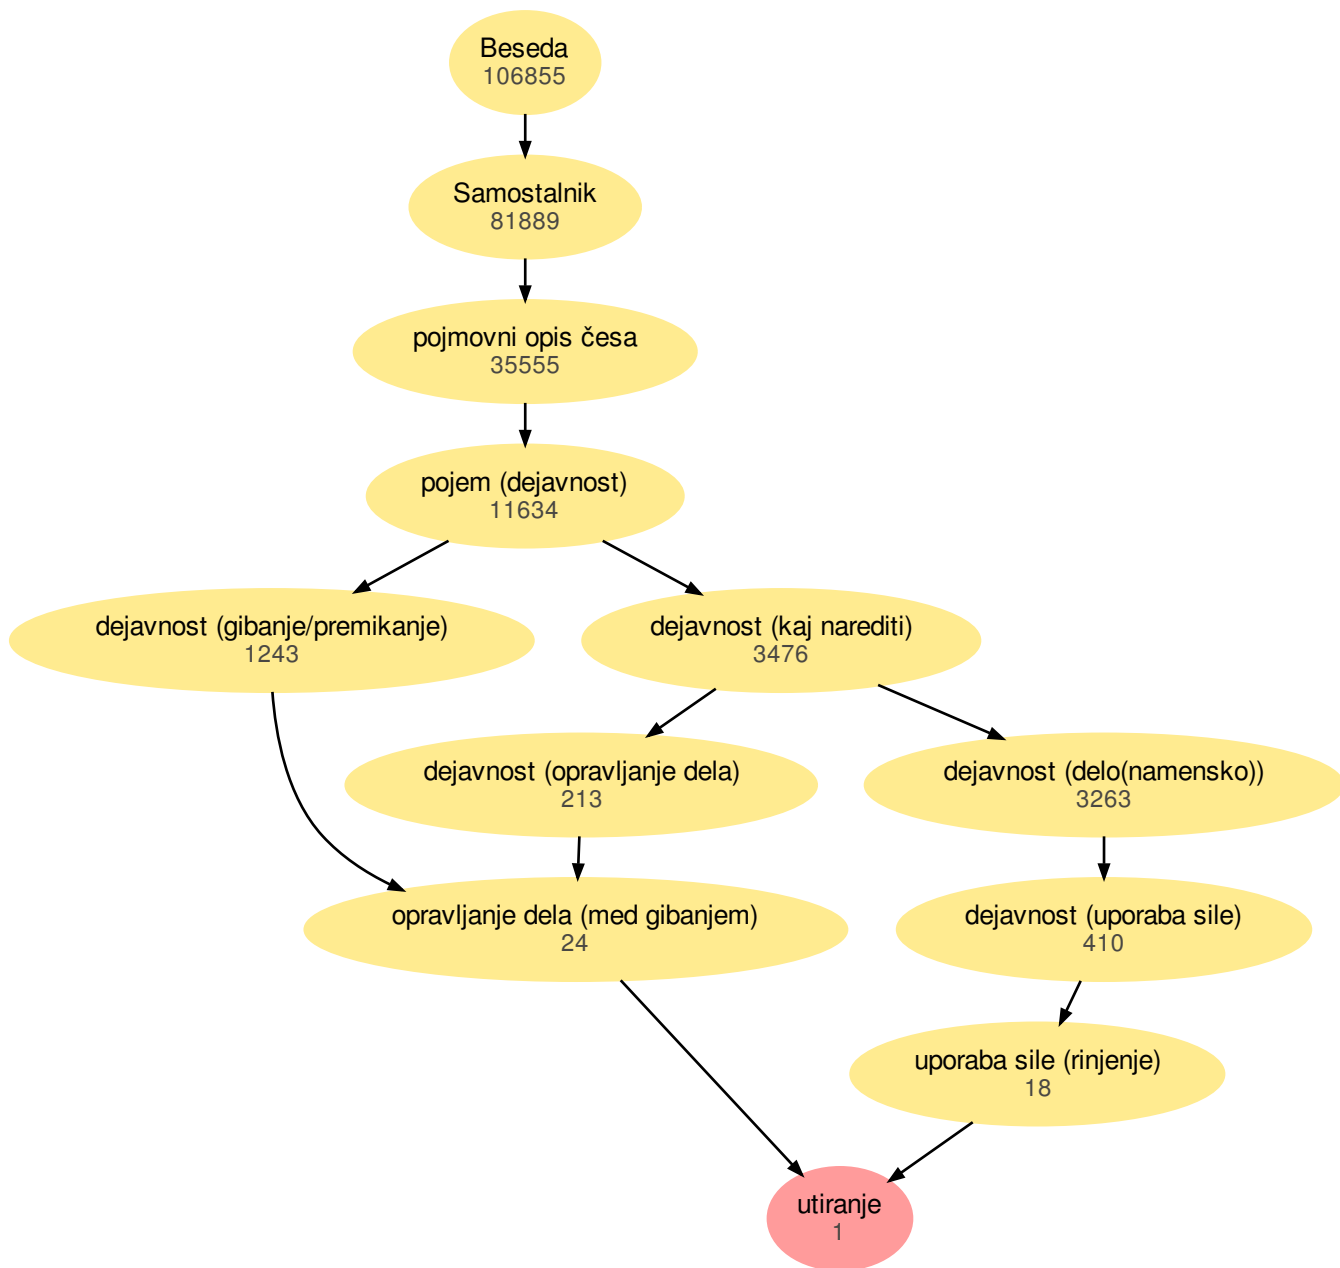 Beseda
106855
Samostalnik
81889
pojmovni opis česa
35555
pojem (dejavnost)
11634
dejavnost (gibanje/premikanje)
1243
dejavnost (kaj narediti)
3476
dejavnost (opravljanje dela)
213
dejavnost (delo(namensko))
3263
opravljanje dela (med gibanjem)
24
dejavnost (uporaba sile)
410
uporaba sile (rinjenje)
18
utiranje
1